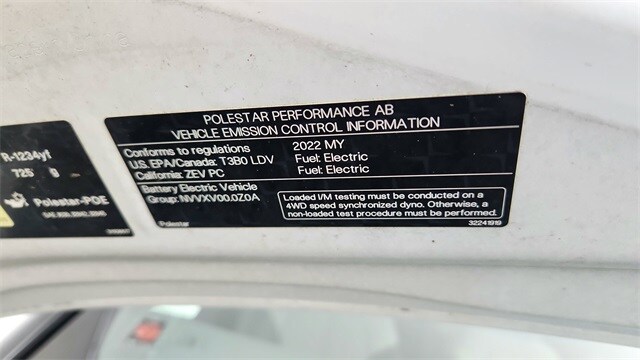 POLESTAR PERFORMANCE AB
VEHICLE EMISSION CONTROL INFORMATION
Conforms to regulations 2022 MY
U.S. EPA/Canada: T3B0 LDV Fuel: Electric
California: ZEV PC Fuel: Electric
Battery Electric Vehicle
Group: NVVXV00.0Z0A
Loaded I/M testing must be conducted on a
4WD speed synchronized dyno. Otherwise, a
non-loaded test procedure must be performed.
Polestar 32241919
R-1234yf
725 g
Polestar-POE